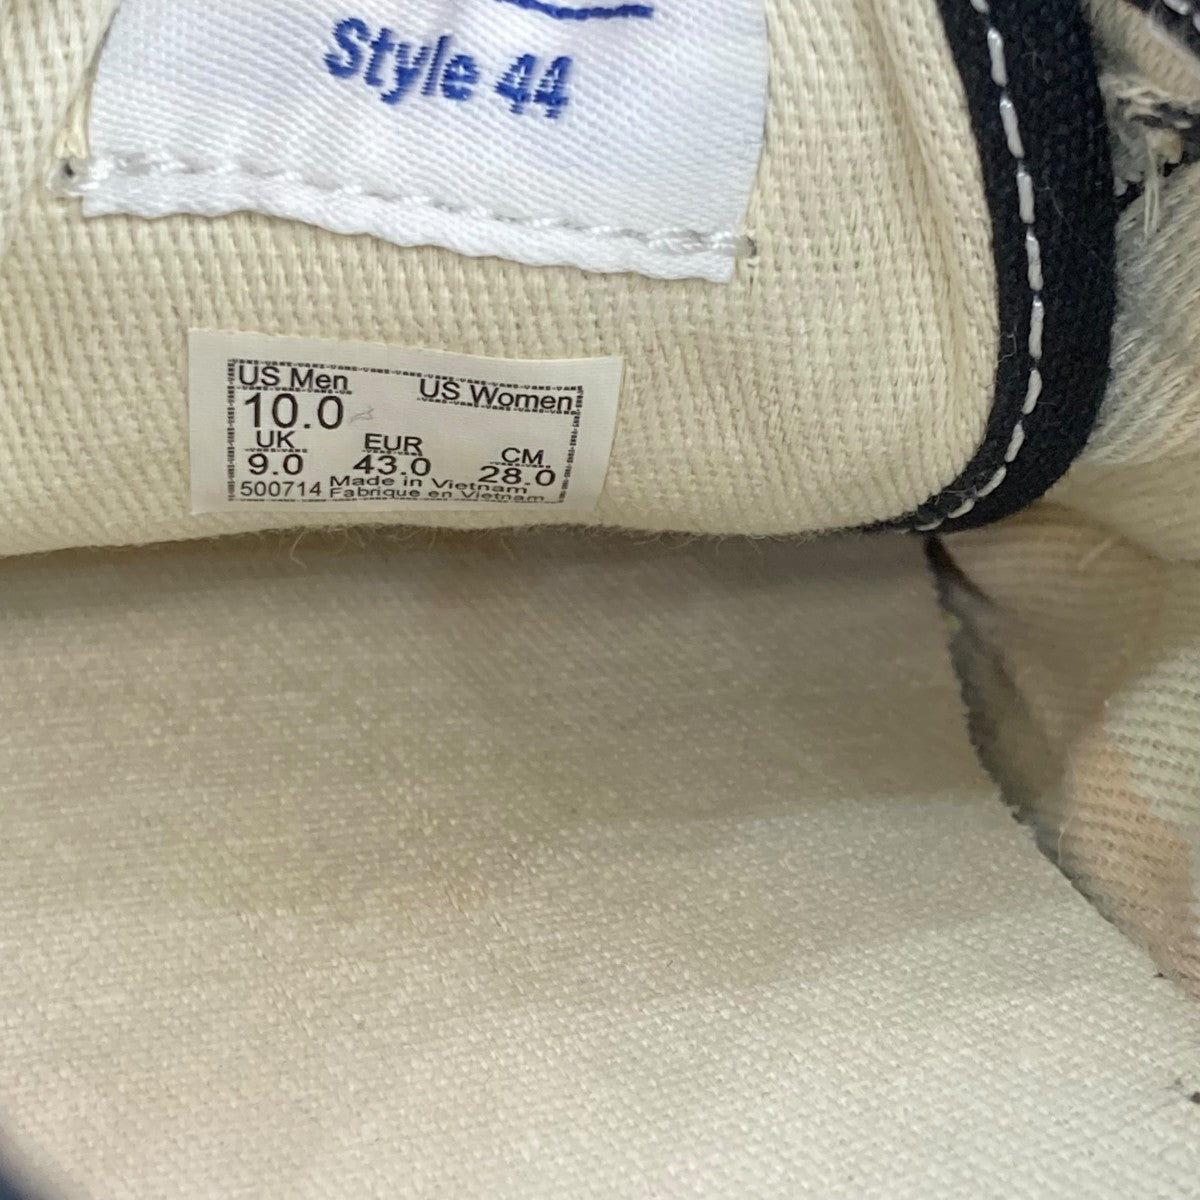 Style 44
US Men US Women
10.0
UK EUR CM
9.0 43.0 28.0
500714 Made in Vietnam
Fabrique en Vietnam